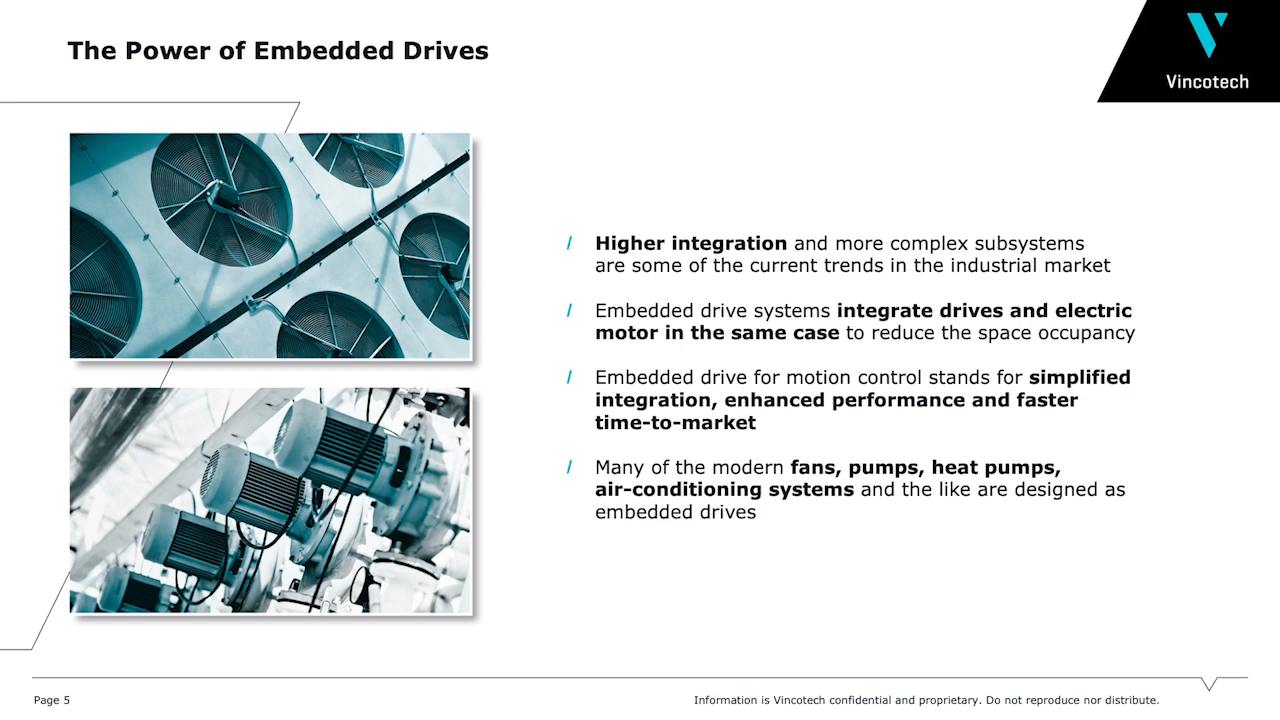 The Power of Embedded Drives
Vincotech
/ Higher integration and more complex subsystems
are some of the current trends in the industrial market
/ Embedded drive systems integrate drives and electric
motor in the same case to reduce the space occupancy
/ Embedded drive for motion control stands for simplified
integration, enhanced performance and faster
time-to-market
/ Many of the modern fans, pumps, heat pumps,
air-conditioning systems and the like are designed as
embedded drives
Page 5
Information is Vincotech confidential and proprietary. Do not reproduce nor distribute.